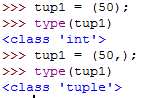 >>> tup1 = (50);
>>> type(tup1)
<class 'int'>
>>> tup1 = (50,);
>>> type(tup1)
<class 'tuple'>